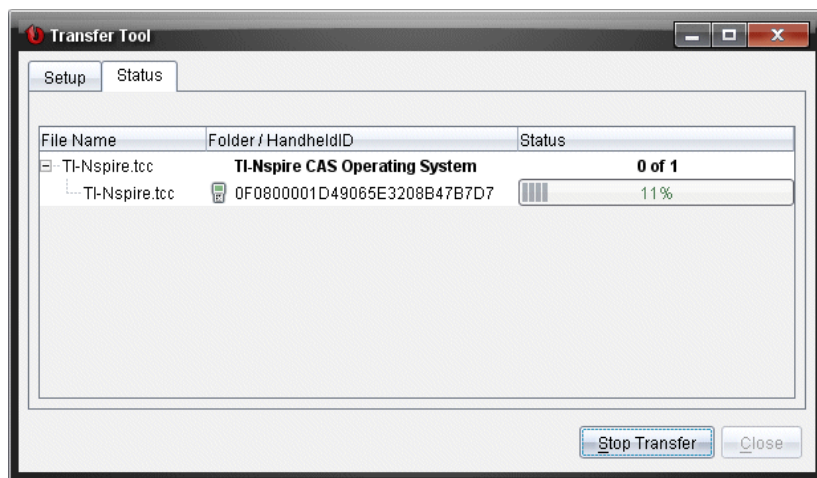 Transfer Tool
Setup Status
File Name Folder / HandheldID Status
TI-Nspire.tcc TI-Nspire CAS Operating System 0 of 1
TI-Nspire.tcc 0F0800001D49065E3208B47B7D7 11%
Stop Transfer Close